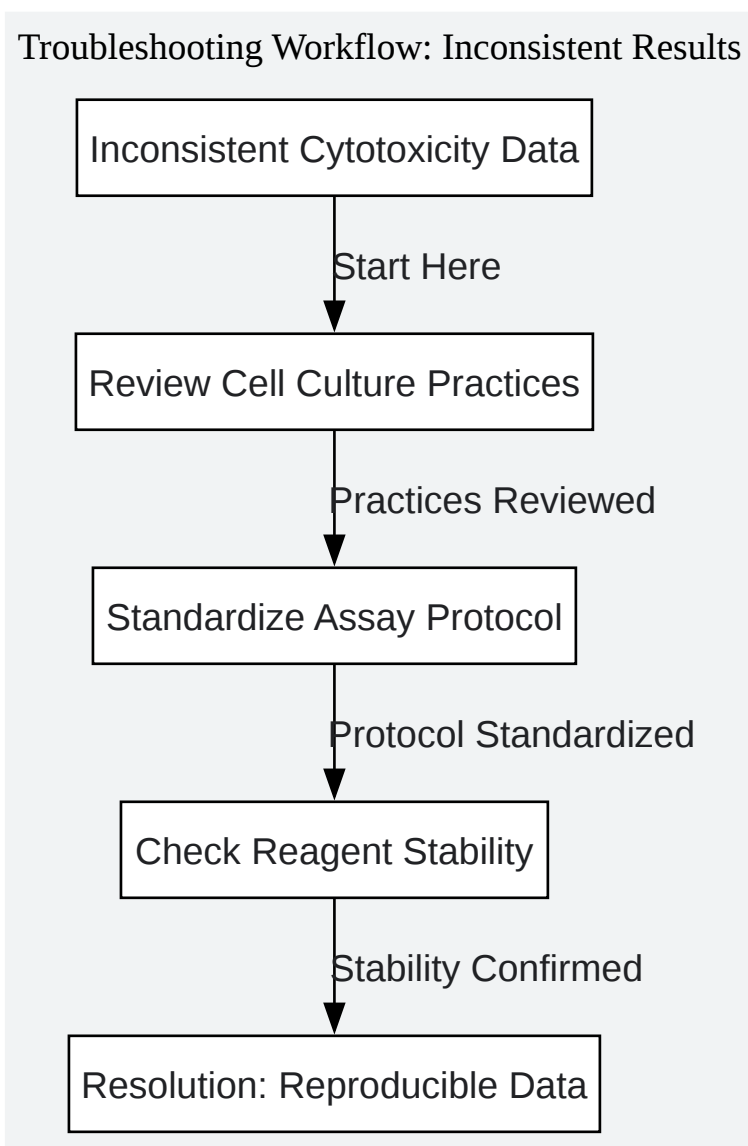 Troubleshooting Workflow: Inconsistent Results
Inconsistent Cytotoxicity Data
Start Here
Review Cell Culture Practices
Practices Reviewed
Standardize Assay Protocol
Protocol Standardized
Check Reagent Stability
Stability Confirmed
Resolution: Reproducible Data